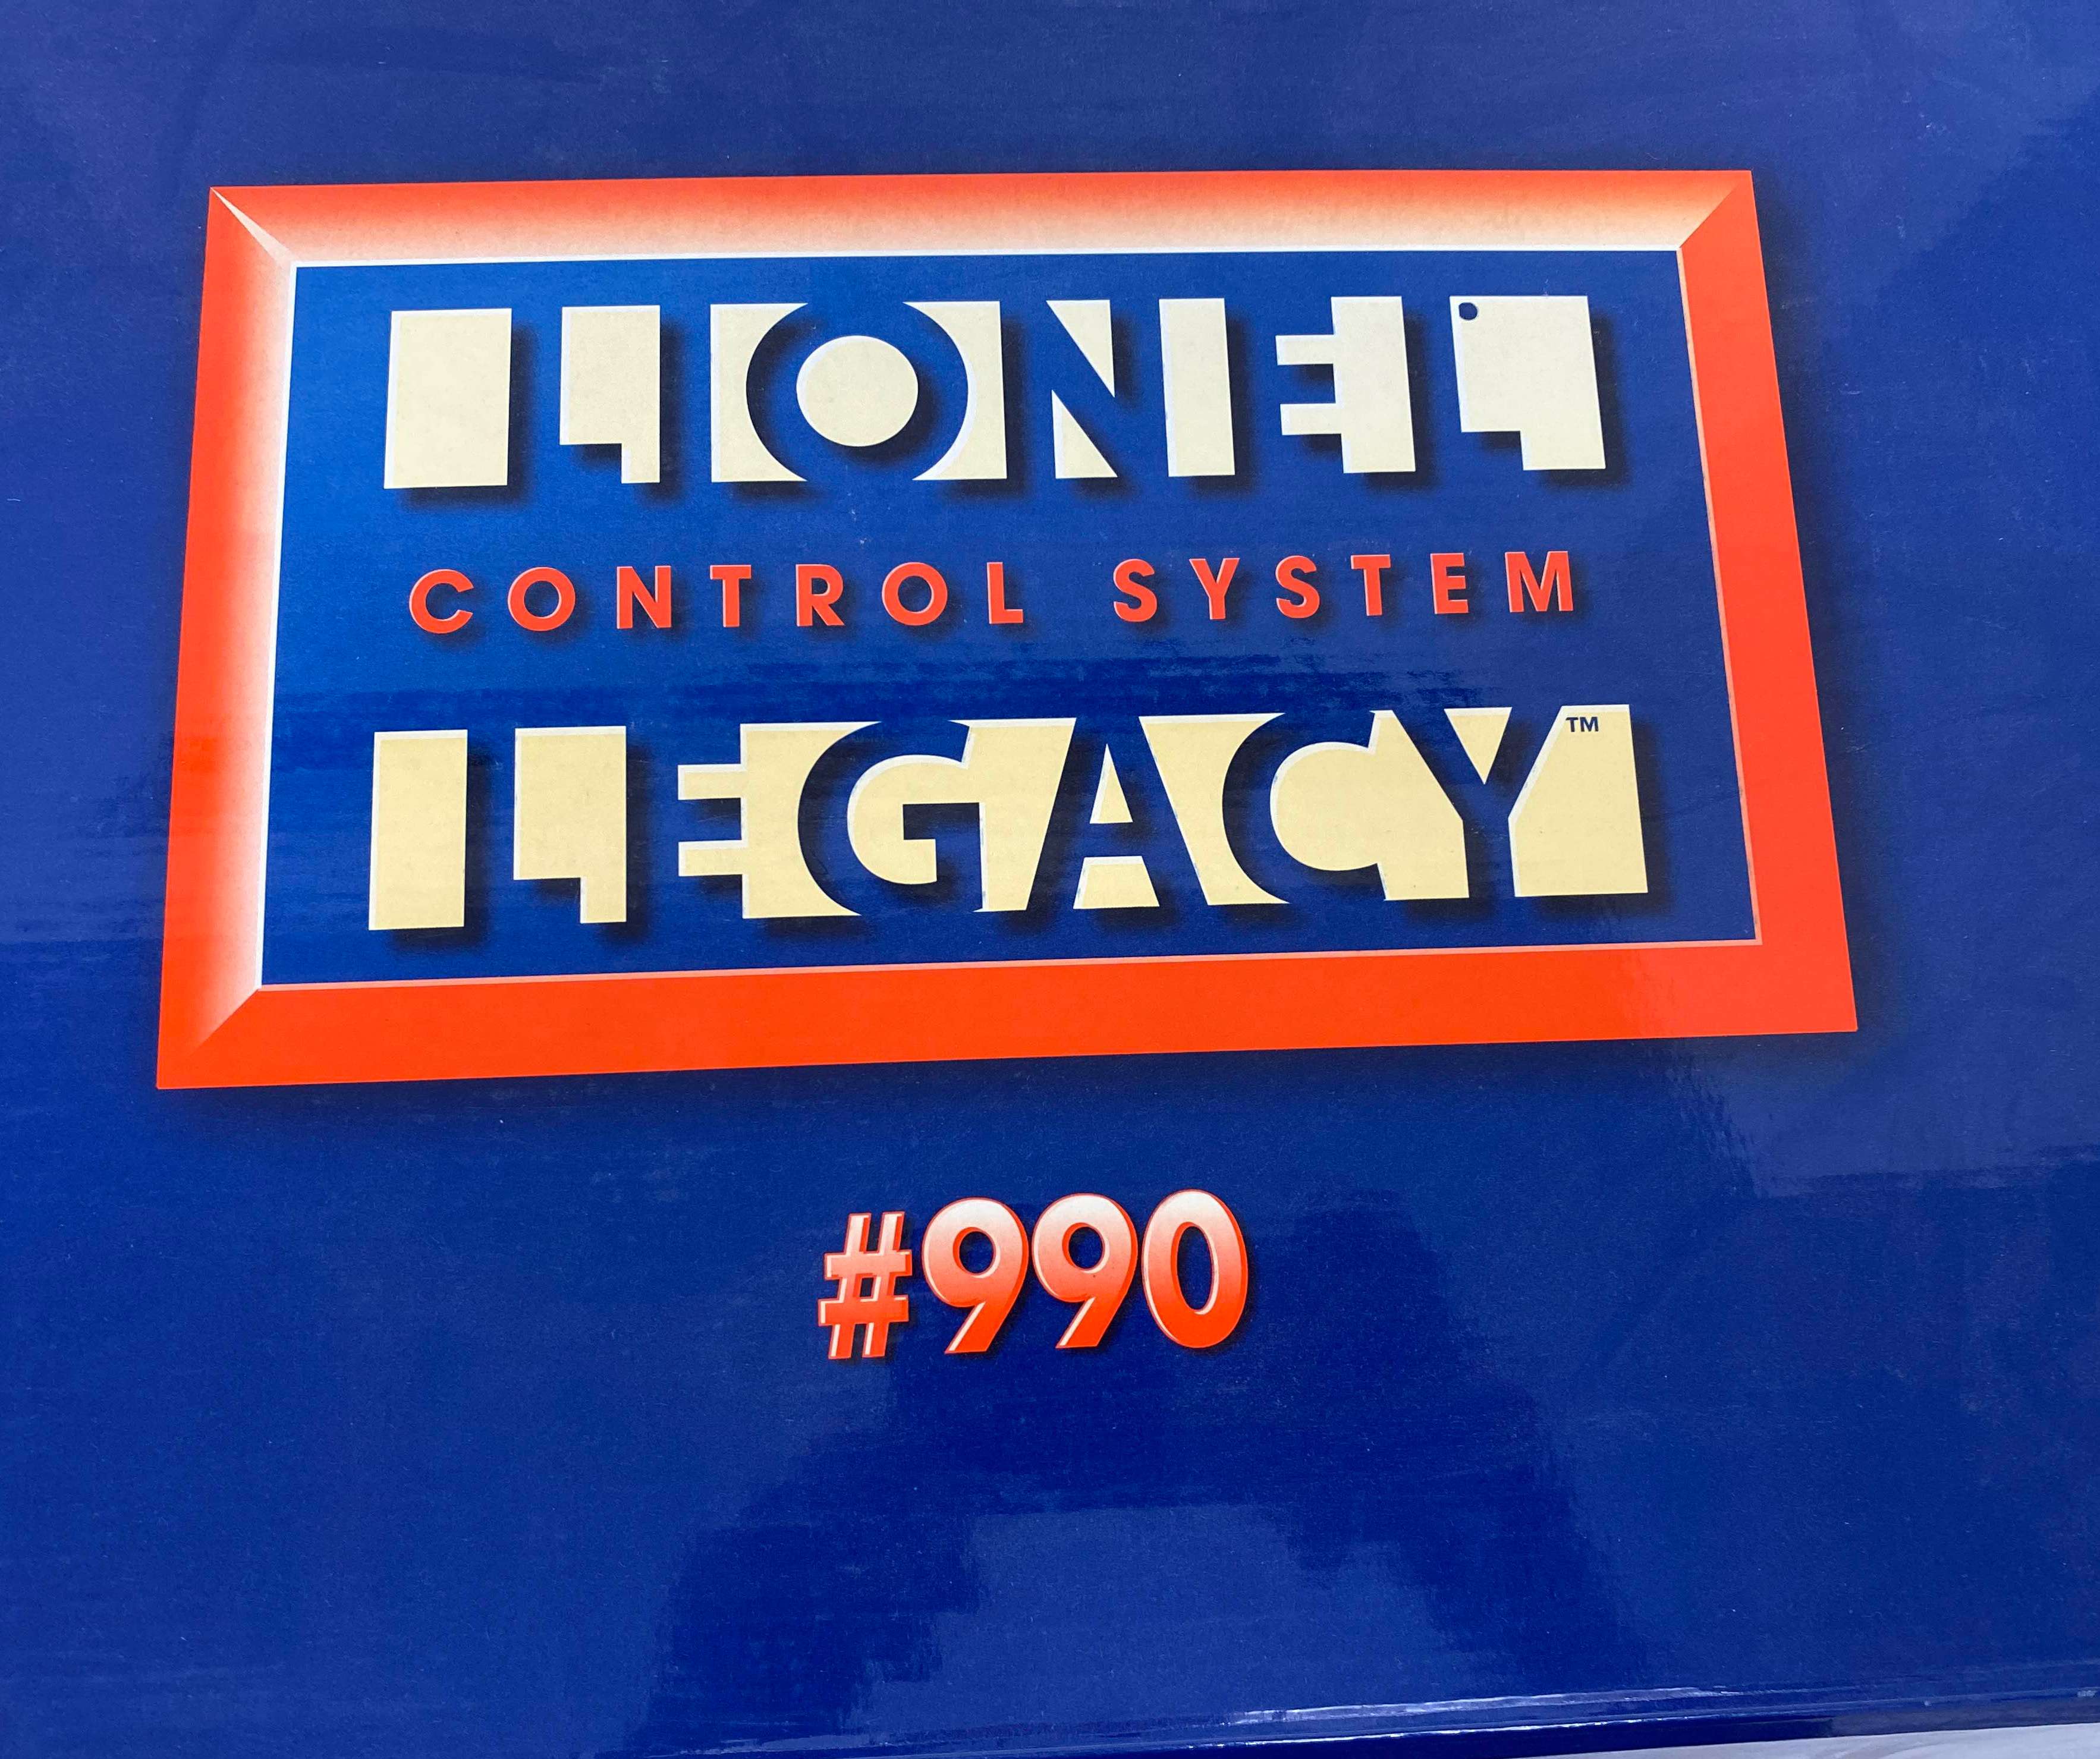 LIONEL
CONTROL SYSTEM
LEGACY™
#990